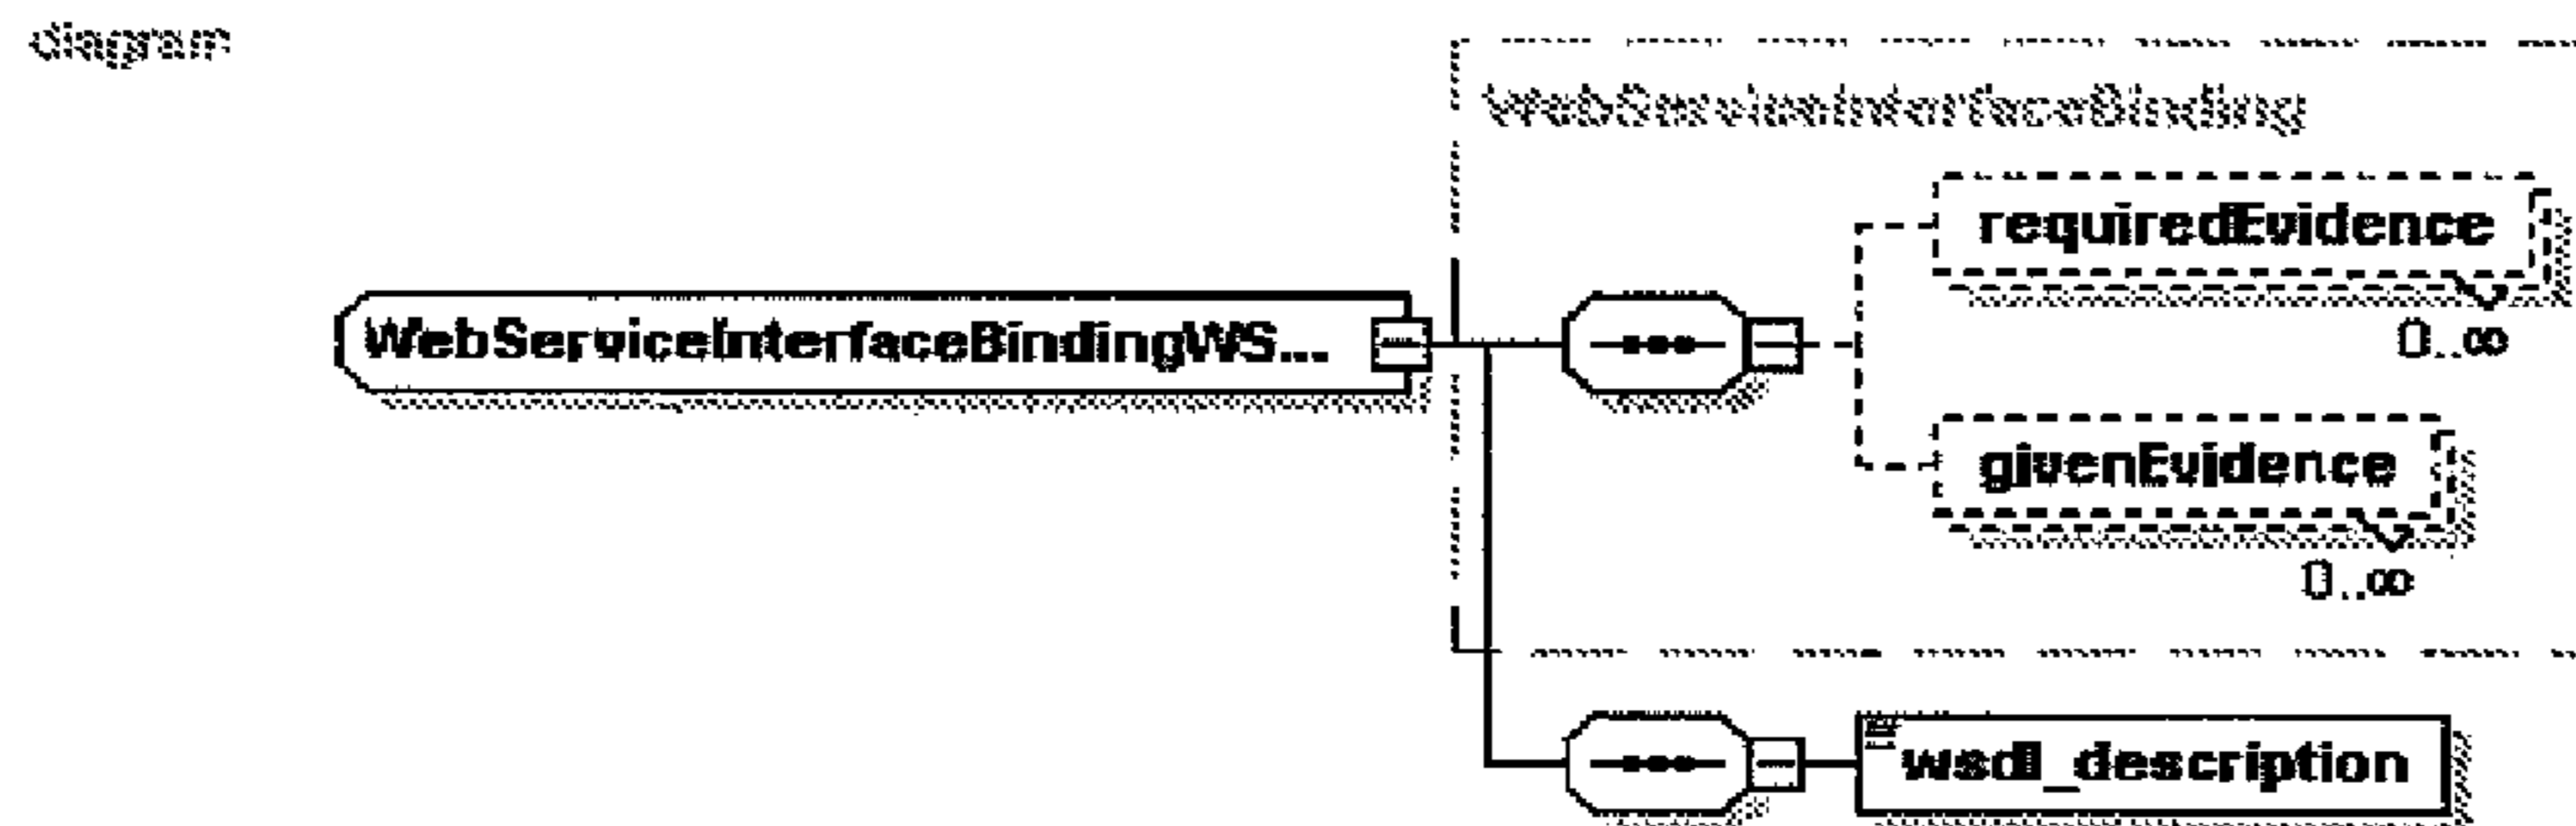 diagram
WebServiceInterfaceBinding
requiredEvidence
0..∞
WebServiceInterfaceBindingWS...
givenEvidence
0..∞
wsdl_description